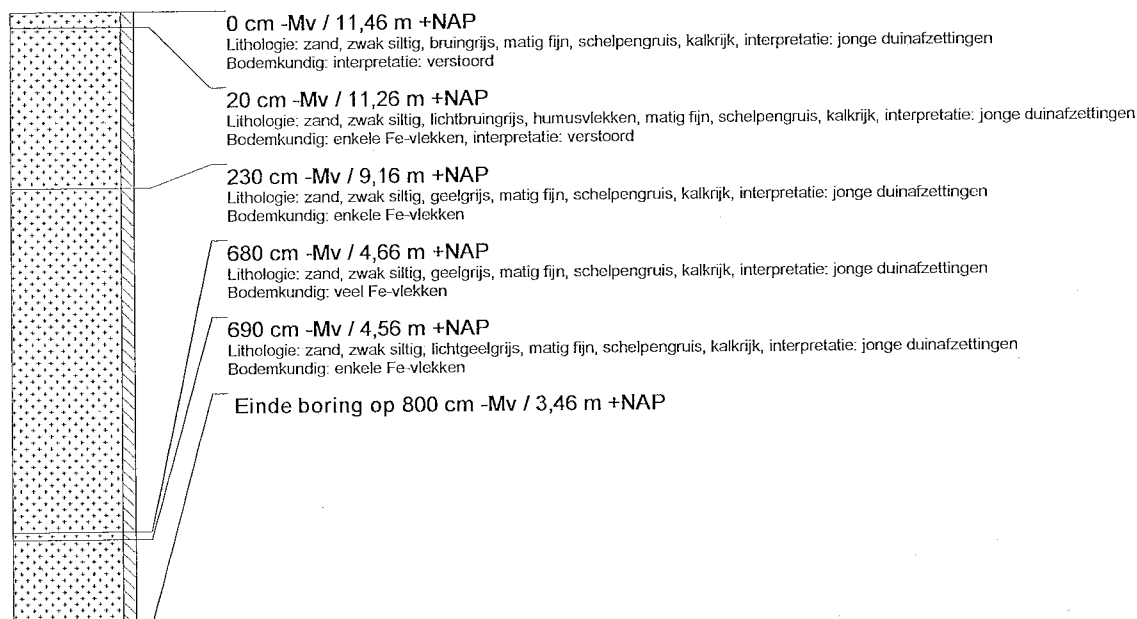 0 cm -Mv / 11,46 m +NAP
Lithologie: zand, zwak siltig, bruingrijs, matig fijn, schelpengruis, kalkrijk, interpretatie: jonge duinafzettingen
Bodemkundig: interpretatie: verstoord
20 cm -Mv / 11,26 m +NAP
Lithologie: zand, zwak siltig, lichtbruingrijs, humusvlekken, matig fijn, schelpengruis, kalkrijk, interpretatie: jonge duinafzettingen
Bodemkundig: enkele Fe-vlekken, interpretatie: verstoord
230 cm -Mv / 9,16 m +NAP
Lithologie: zand, zwak siltig, geelgrijs, matig fijn, schelpengruis, kalkrijk, interpretatie: jonge duinafzettingen
Bodemkundig: enkele Fe-vlekken
680 cm -Mv / 4,66 m +NAP
Lithologie: zand, zwak siltig, geelgrijs, matig fijn, schelpengruis, kalkrijk, interpretatie: jonge duinafzettingen
Bodemkundig: veel Fe-vlekken
690 cm -Mv / 4,56 m +NAP
Lithologie: zand, zwak siltig, lichtgeelgrijs, matig fijn, schelpengruis, kalkrijk, interpretatie: jonge duinafzettingen
Bodemkundig: enkele Fe-vlekken
Einde boring op 800 cm -Mv / 3,46 m +NAP